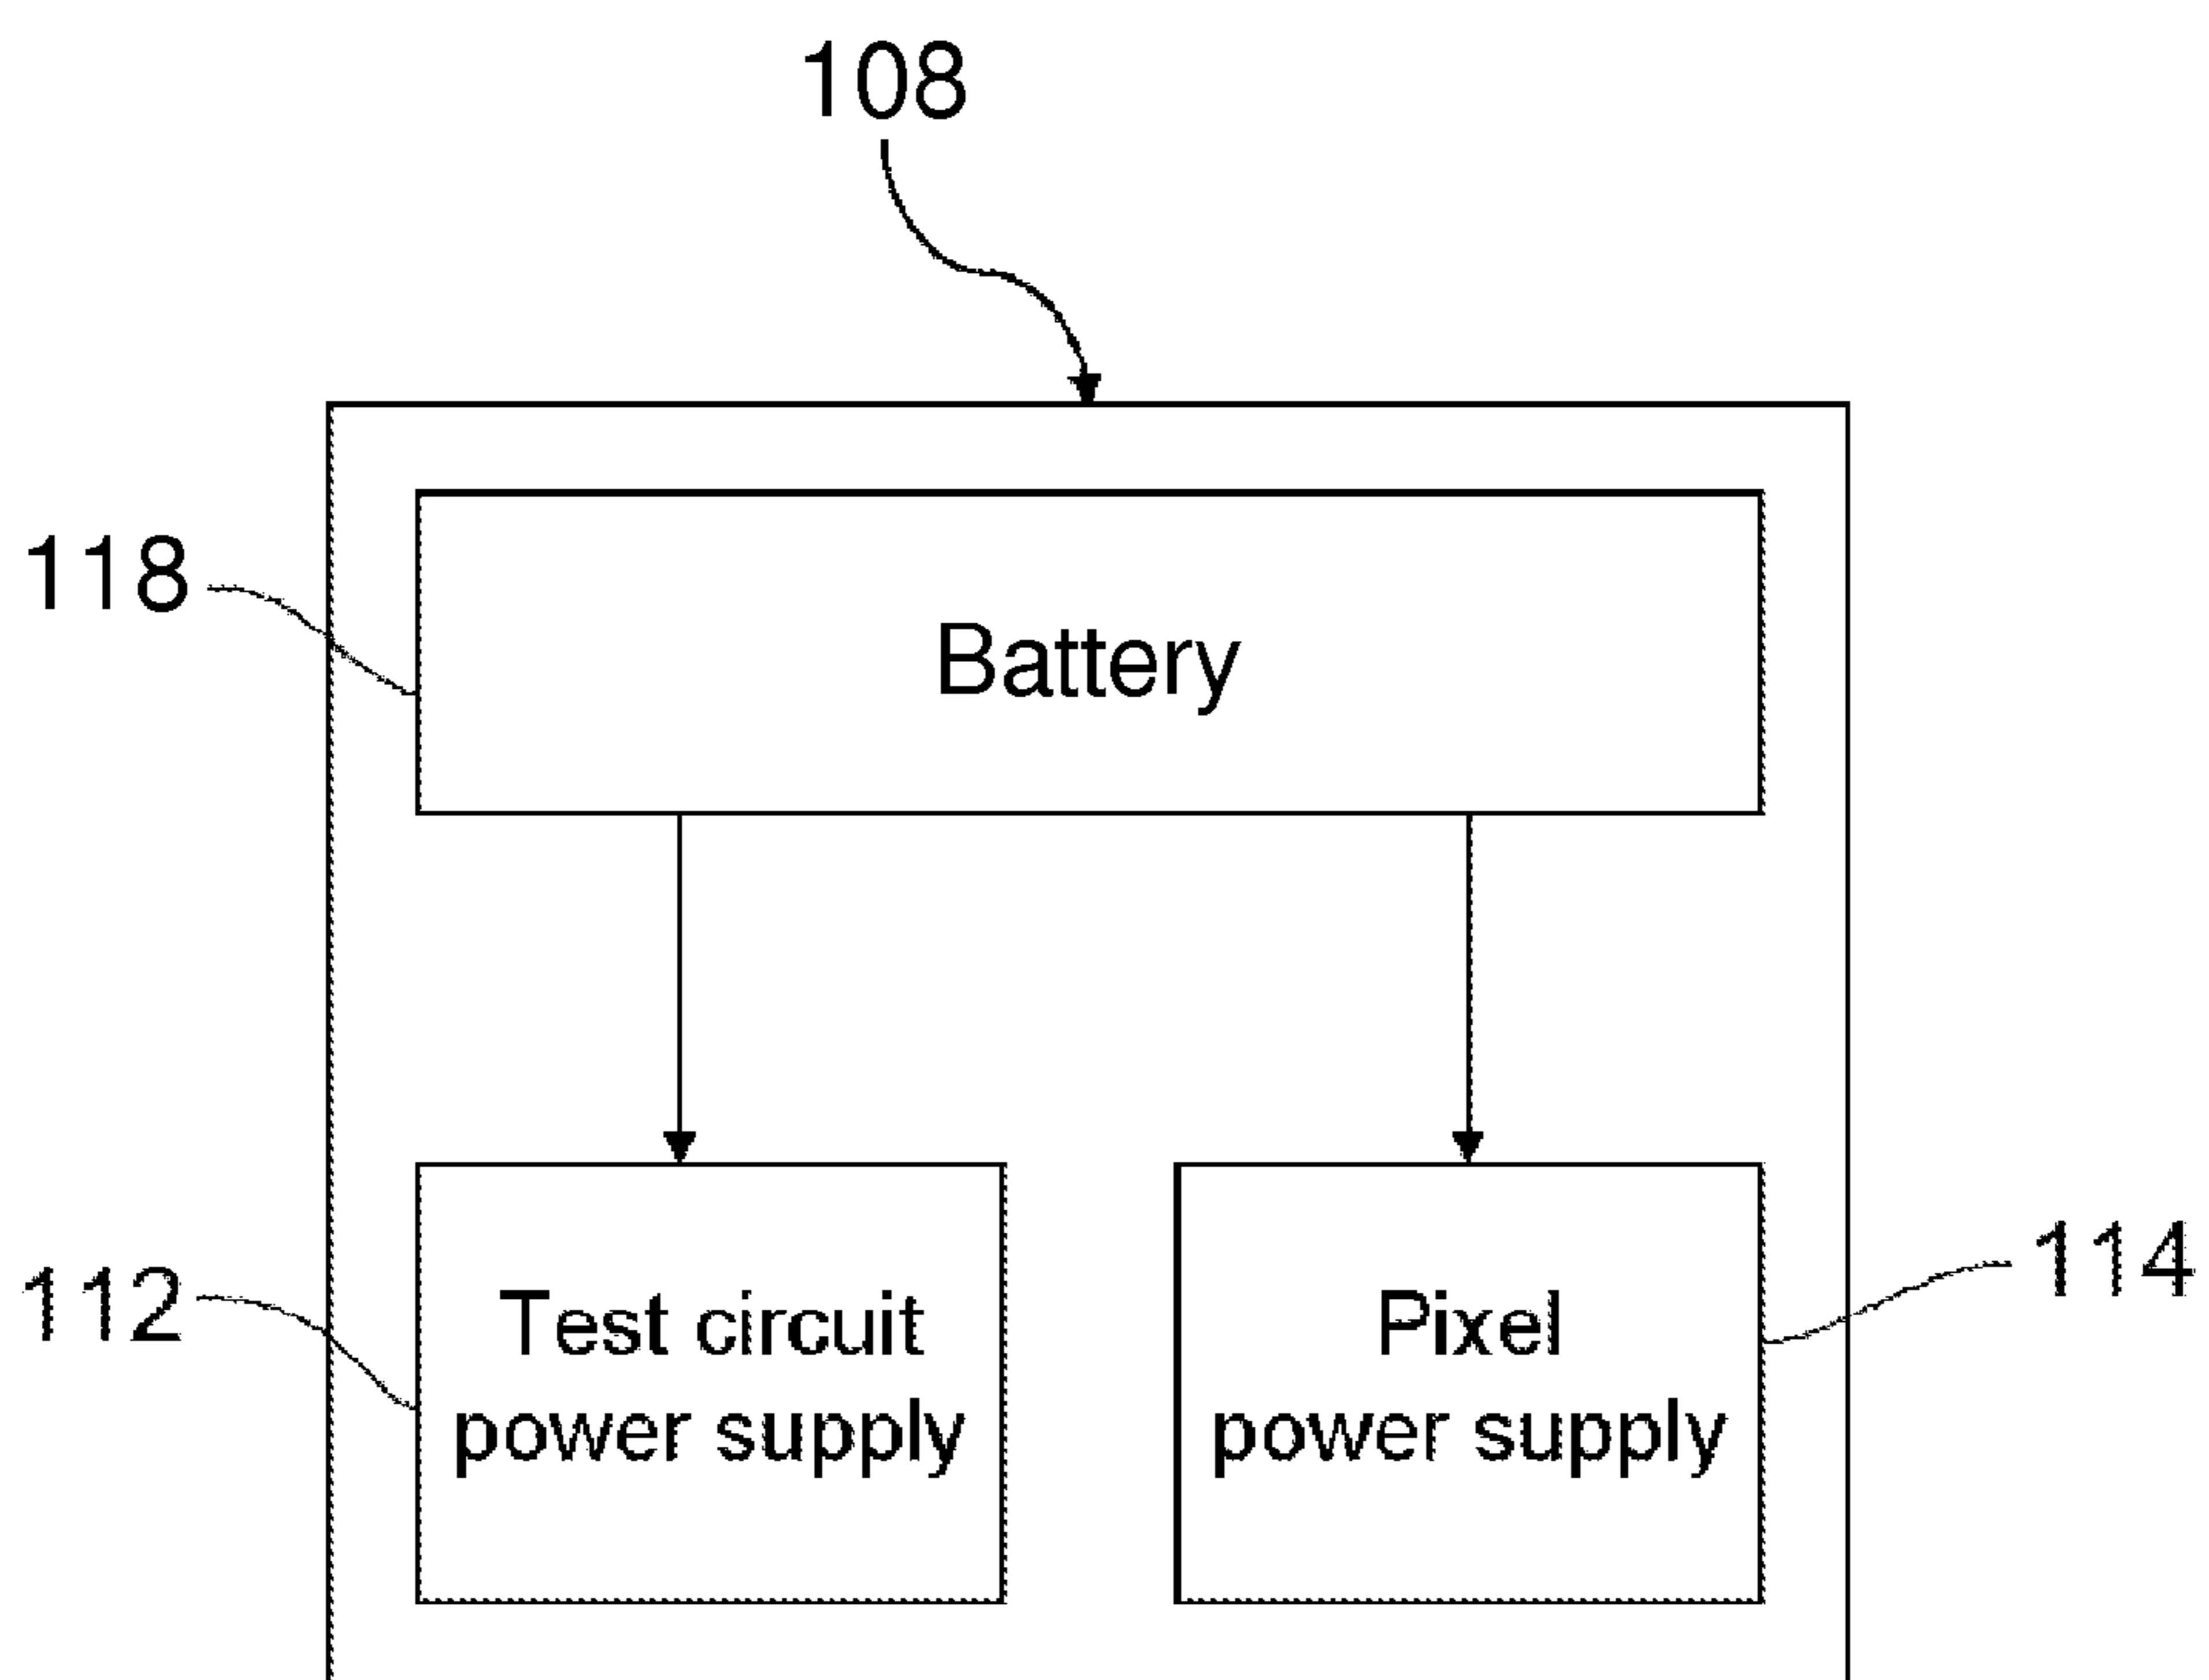 108
118
Battery
112
Test circuit
power supply
Pixel
power supply
114